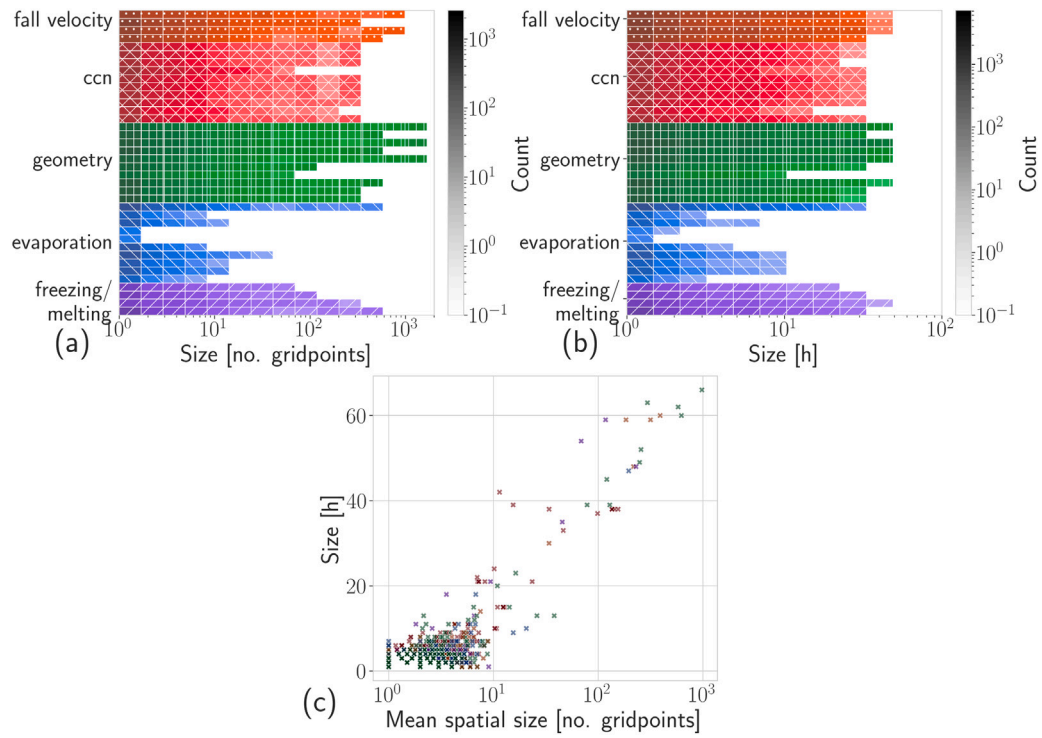 fall velocity
ccn
geometry
evaporation
freezing/
melting
10^0
10^1
10^2
10^3
Size [no. gridpoints]
(a)
10^3
10^2
10^1
10^0
10^-1
Count
fall velocity
ccn
geometry
evaporation
freezing/
melting
10^0
10^1
10^2
Size [h]
(b)
10^3
10^2
10^1
10^0
10^-1
Count
60
40
20
0
Size [h]
10^0
10^1
10^2
10^3
Mean spatial size [no. gridpoints]
(c)